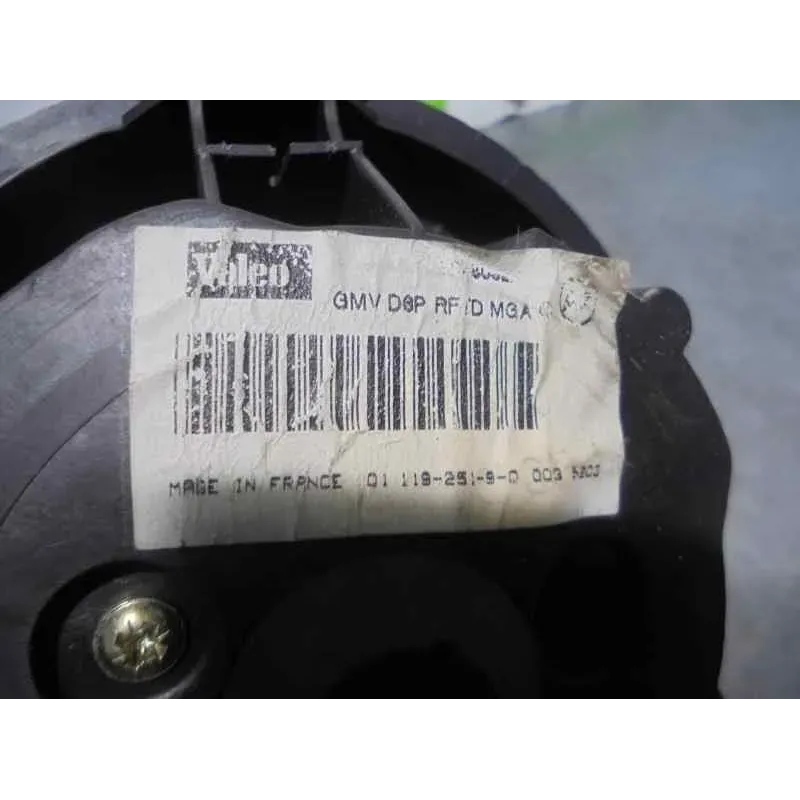 Valeo
GMV D6P RF/D MGA
MADE IN FRANCE 01 119-251-9-0 003